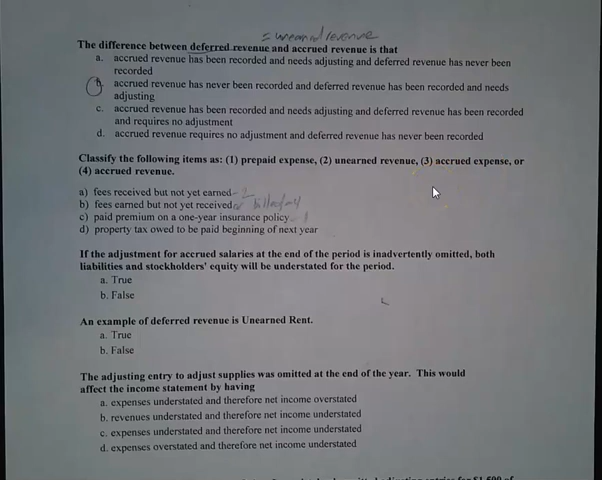 = unearned revenue
The difference between deferred revenue and accrued revenue is that
a. accrued revenue has been recorded and needs adjusting and deferred revenue has never been
recorded
b. accrued revenue has never been recorded and deferred revenue has been recorded and needs
adjusting
c. accrued revenue has been recorded and needs adjusting and deferred revenue has been recorded
and requires no adjustment
d. accrued revenue requires no adjustment and deferred revenue has never been recorded
Classify the following items as: (1) prepaid expense, (2) unearned revenue, (3) accrued expense, or
(4) accrued revenue.
a) fees received but not yet earned - 2
b) fees earned but not yet received
c) paid premium on a one-year insurance policy
d) property tax owed to be paid beginning of next year
If the adjustment for accrued salaries at the end of the period is inadvertently omitted, both
liabilities and stockholders' equity will be understated for the period.
a. True
b. False
An example of deferred revenue is Unearned Rent.
a. True
b. False
The adjusting entry to adjust supplies was omitted at the end of the year. This would
affect the income statement by having
a. expenses understated and therefore net income overstated
b. revenues understated and therefore net income understated
c. expenses understated and therefore net income understated
d. expenses overstated and therefore net income understated